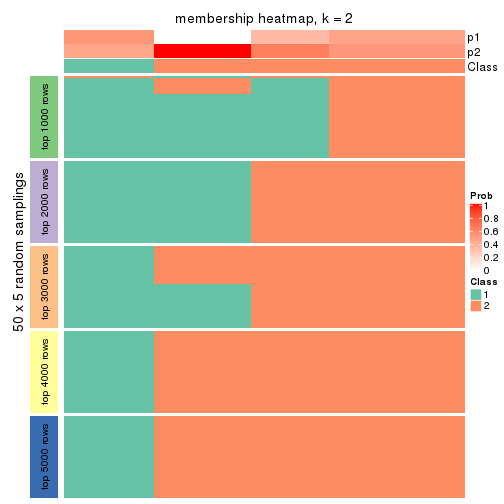 membership heatmap, k = 2
p1
p2
Class
50 x 5 random samplings
top 1000 rows
top 2000 rows
top 3000 rows
top 4000 rows
top 5000 rows
Prob
1
0.8
0.6
0.4
0.2
0
Class
1
2